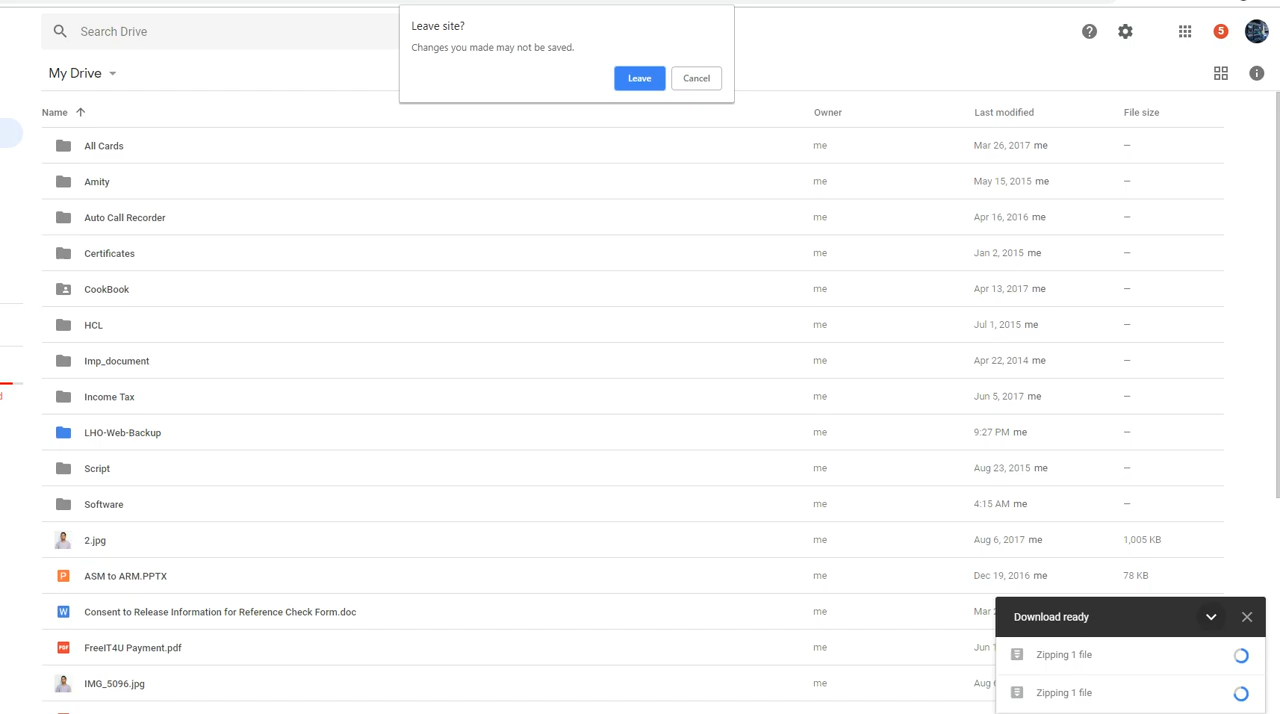 Leave site?
Changes you made may not be saved.
Leave Cancel
Search Drive
5
My Drive
Name Owner Last modified File size
All Cards me Mar 26, 2017 me –
Amity me May 15, 2015 me –
Auto Call Recorder me Apr 16, 2016 me –
Certificates me Jan 2, 2015 me –
CookBook me Apr 13, 2017 me –
HCL me Jul 1, 2015 me –
Imp_document me Apr 22, 2014 me –
Income Tax me Jun 5, 2017 me –
LHO-Web-Backup me 9:27 PM me –
Script me Aug 23, 2015 me –
Software me 4:15 AM me –
2.jpg me Aug 6, 2017 me 1,005 KB
P ASM to ARM.PPTX me Dec 19, 2016 me 78 KB
W Consent to Release Information for Reference Check Form.doc me Mar
PDF FreeIT4U Payment.pdf me Jun 1
IMG_5096.jpg me Aug
Download ready
Zipping 1 file
Zipping 1 file